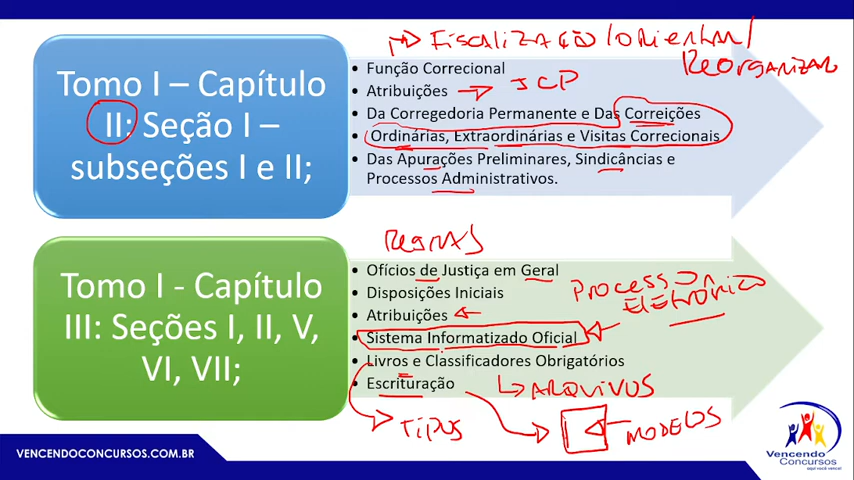 Fiscalização/orientar/
Reorganizar
Tomo I – Capítulo
II: Seção I –
subseções I e II;
• Função Correcional
• Atribuições
JCP
• Da Corregedoria Permanente e Das Correições
Ordinárias, Extraordinárias e Visitas Correcionais
• Das Apurações Preliminares, Sindicâncias e
Processos Administrativos.
Regras
Tomo I - Capítulo
III: Seções I, II, V,
VI, VII;
• Ofícios de Justiça em Geral
• Disposições Iniciais
• Atribuições
• Sistema Informatizado Oficial
• Livros e Classificadores Obrigatórios
• Escrituração
Processo
Eletrônico
ARQUIVOS
TIPOS
MODELOS
VENCENDOCONCURSOS.COM.BR
Vencendo
Concursos